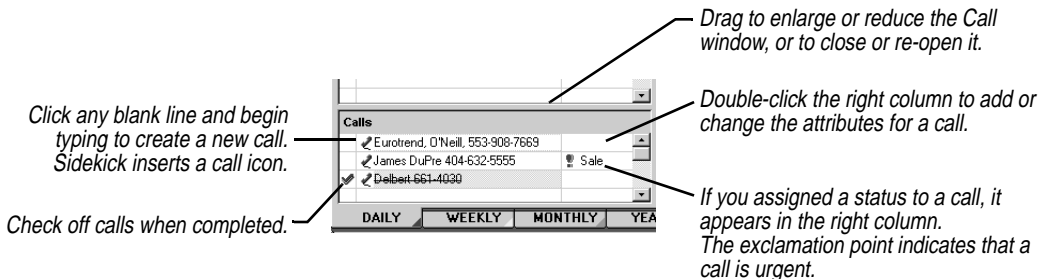 Drag to enlarge or reduce the Call
window, or to close or re-open it.
Click any blank line and begin
typing to create a new call.
Sidekick inserts a call icon.
Check off calls when completed.
Calls
Eurotrend, O'Neill, 553-908-7669
James DuPre 404-632-5555
! Sale
Delbert 661-4030
DAILY
WEEKLY
MONTHLY
YEA
Double-click the right column to add or
change the attributes for a call.
If you assigned a status to a call, it
appears in the right column.
The exclamation point indicates that a
call is urgent.